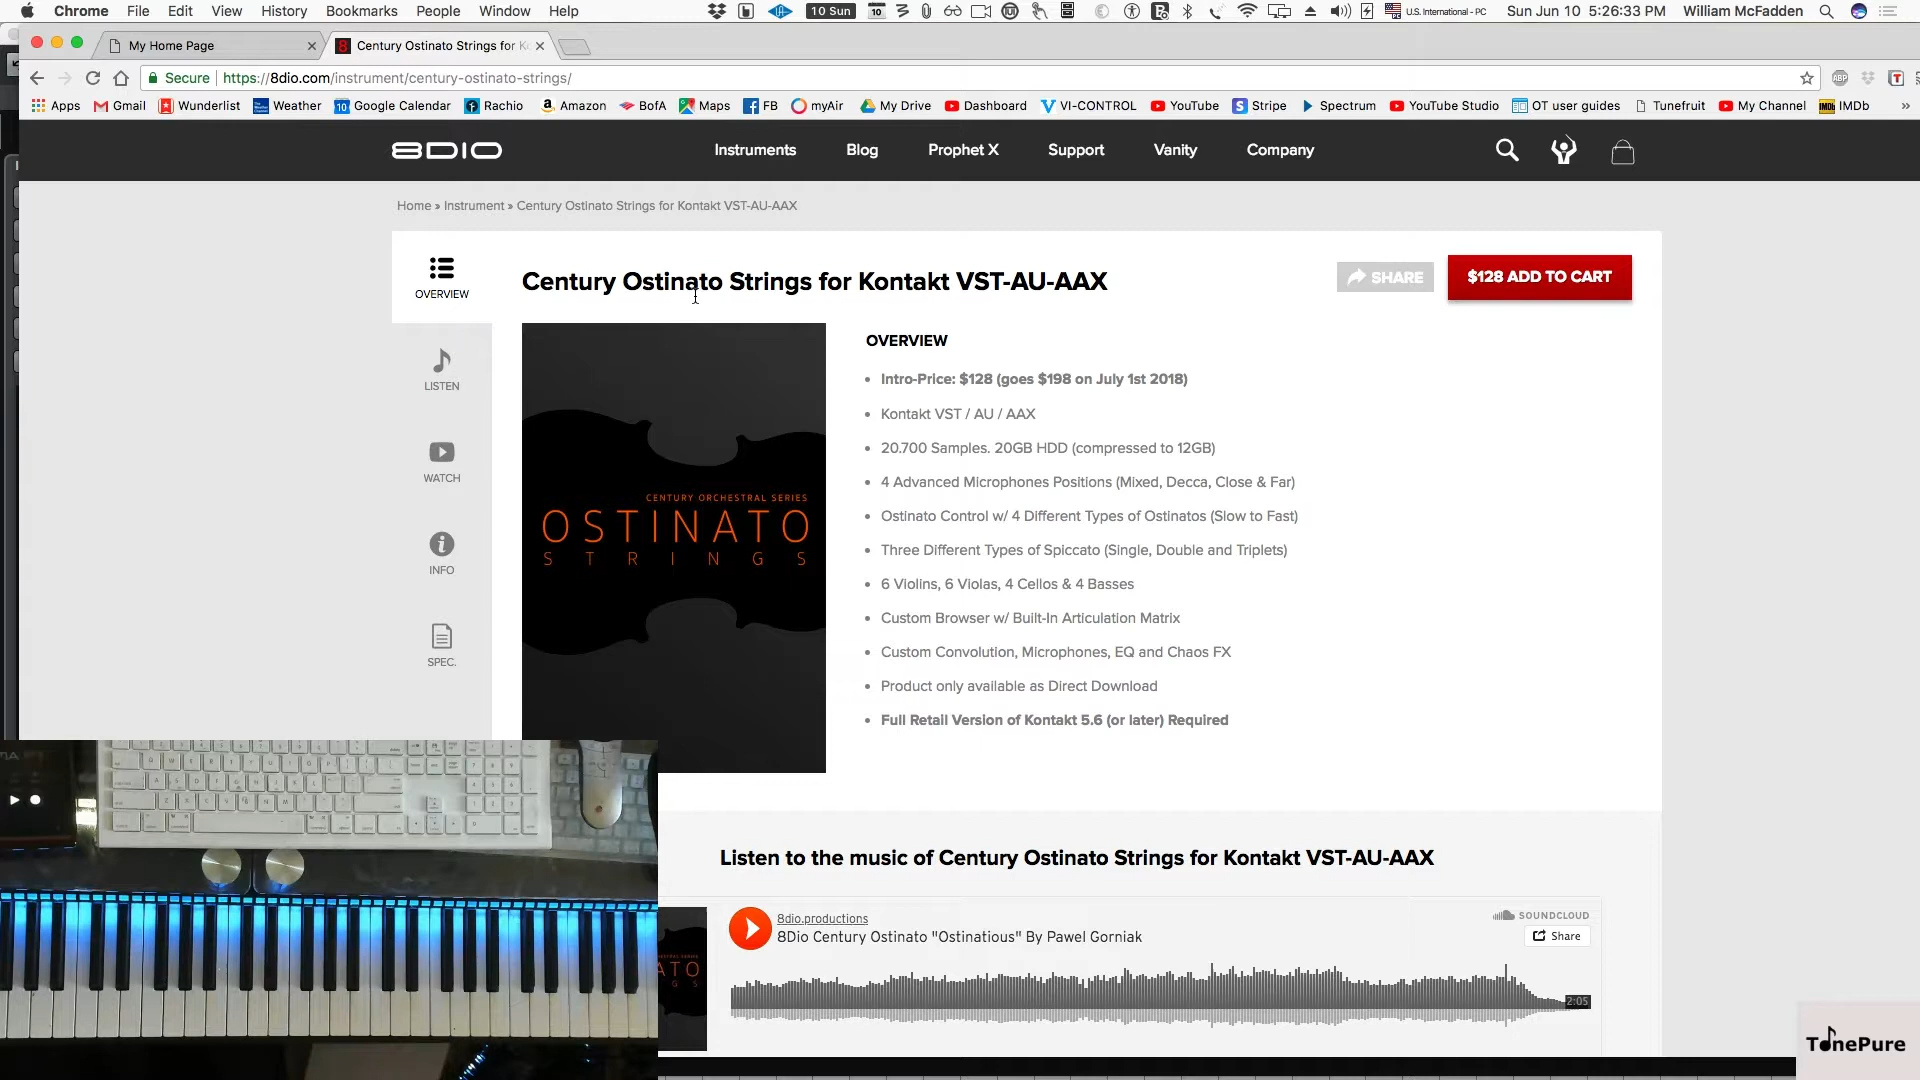 Chrome File Edit View History Bookmarks People Window Help 10 Sun 10 U.S. International - PC Sun Jun 10 5:26:33 PM William McFadden
My Home Page Century Ostinato Strings for K
Secure https://8dio.com/instrument/century-ostinato-strings/ ABP T
Apps Gmail Wunderlist Weather 10 Google Calendar Rachio Amazon BofA Maps FB myAir My Drive Dashboard VI-CONTROL YouTube Stripe Spectrum YouTube Studio OT user guides Tunefruit My Channel IMDb IMDb »
8DIO Instruments Blog Prophet X Support Vanity Company
Home » Instrument » Century Ostinato Strings for Kontakt VST-AU-AAX
OVERVIEW
Century Ostinato Strings for Kontakt VST-AU-AAX
SHARE
$128 ADD TO CART
LISTEN
WATCH
INFO
SPEC.
CENTURY ORCHESTRAL SERIES
OSTINATO
STRINGS
OVERVIEW
• Intro-Price: $128 (goes $198 on July 1st 2018)
• Kontakt VST / AU / AAX
• 20.700 Samples. 20GB HDD (compressed to 12GB)
• 4 Advanced Microphones Positions (Mixed, Decca, Close & Far)
• Ostinato Control w/ 4 Different Types of Ostinatos (Slow to Fast)
• Three Different Types of Spiccato (Single, Double and Triplets)
• 6 Violins, 6 Violas, 4 Cellos & 4 Basses
• Custom Browser w/ Built-In Articulation Matrix
• Custom Convolution, Microphones, EQ and Chaos FX
• Product only available as Direct Download
• Full Retail Version of Kontakt 5.6 (or later) Required
Listen to the music of Century Ostinato Strings for Kontakt VST-AU-AAX
8dio.productions
8Dio Century Ostinato "Ostinatious" By Pawel Gorniak
SOUNDCLOUD
Share
2:05
TonePure